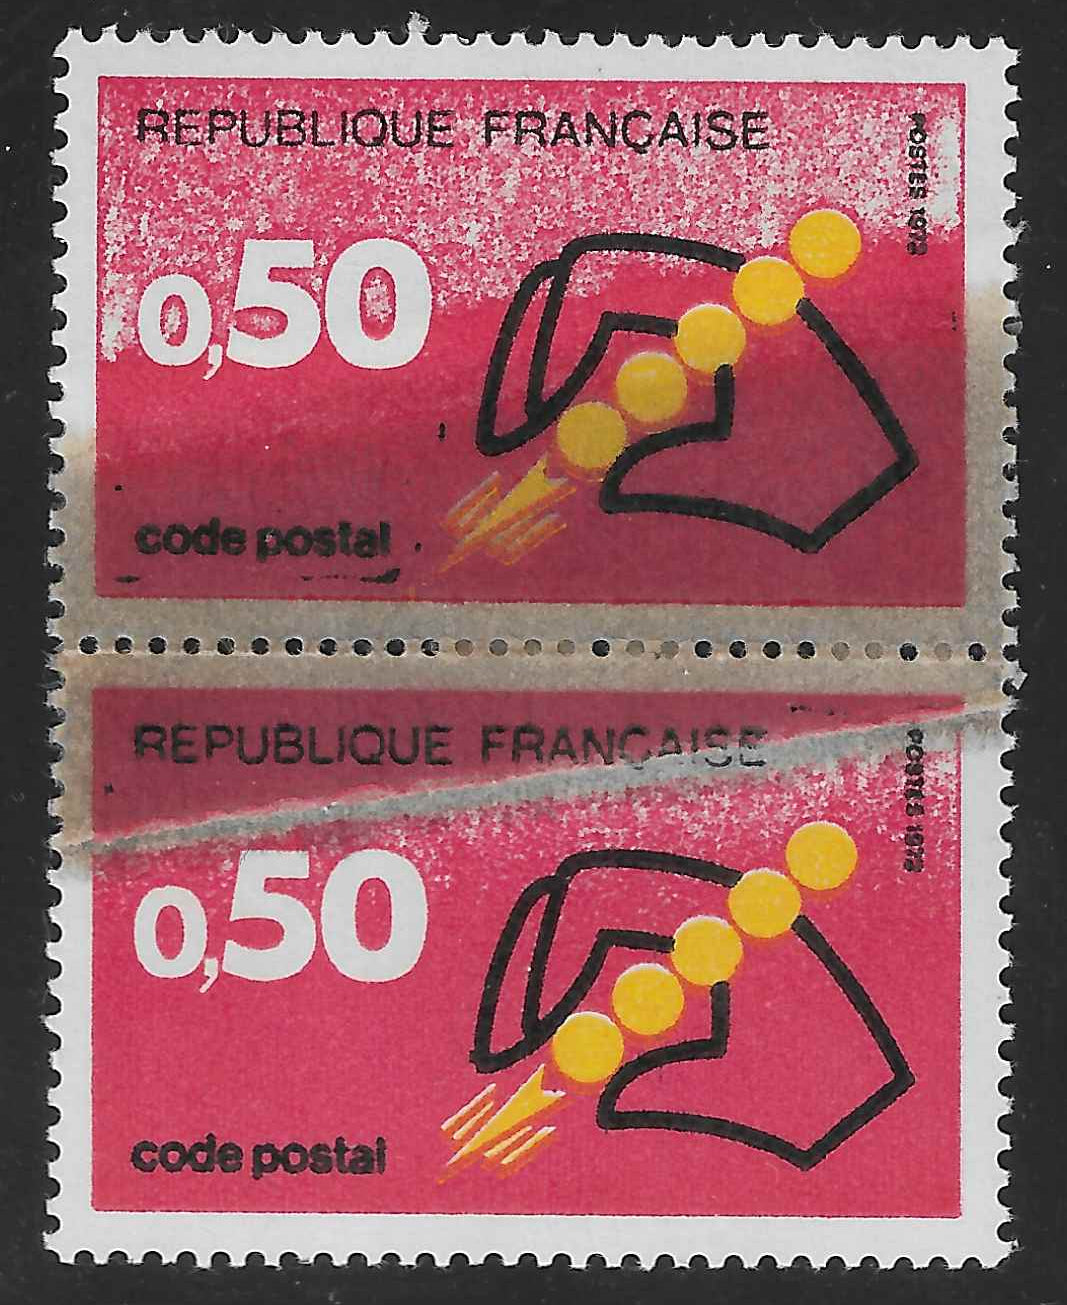 REPUBLIQUE FRANÇAISE
POSTES 1972
0,50
code postal
REPUBLIQUE FRANÇAISE
POSTES 1972
0,50
code postal